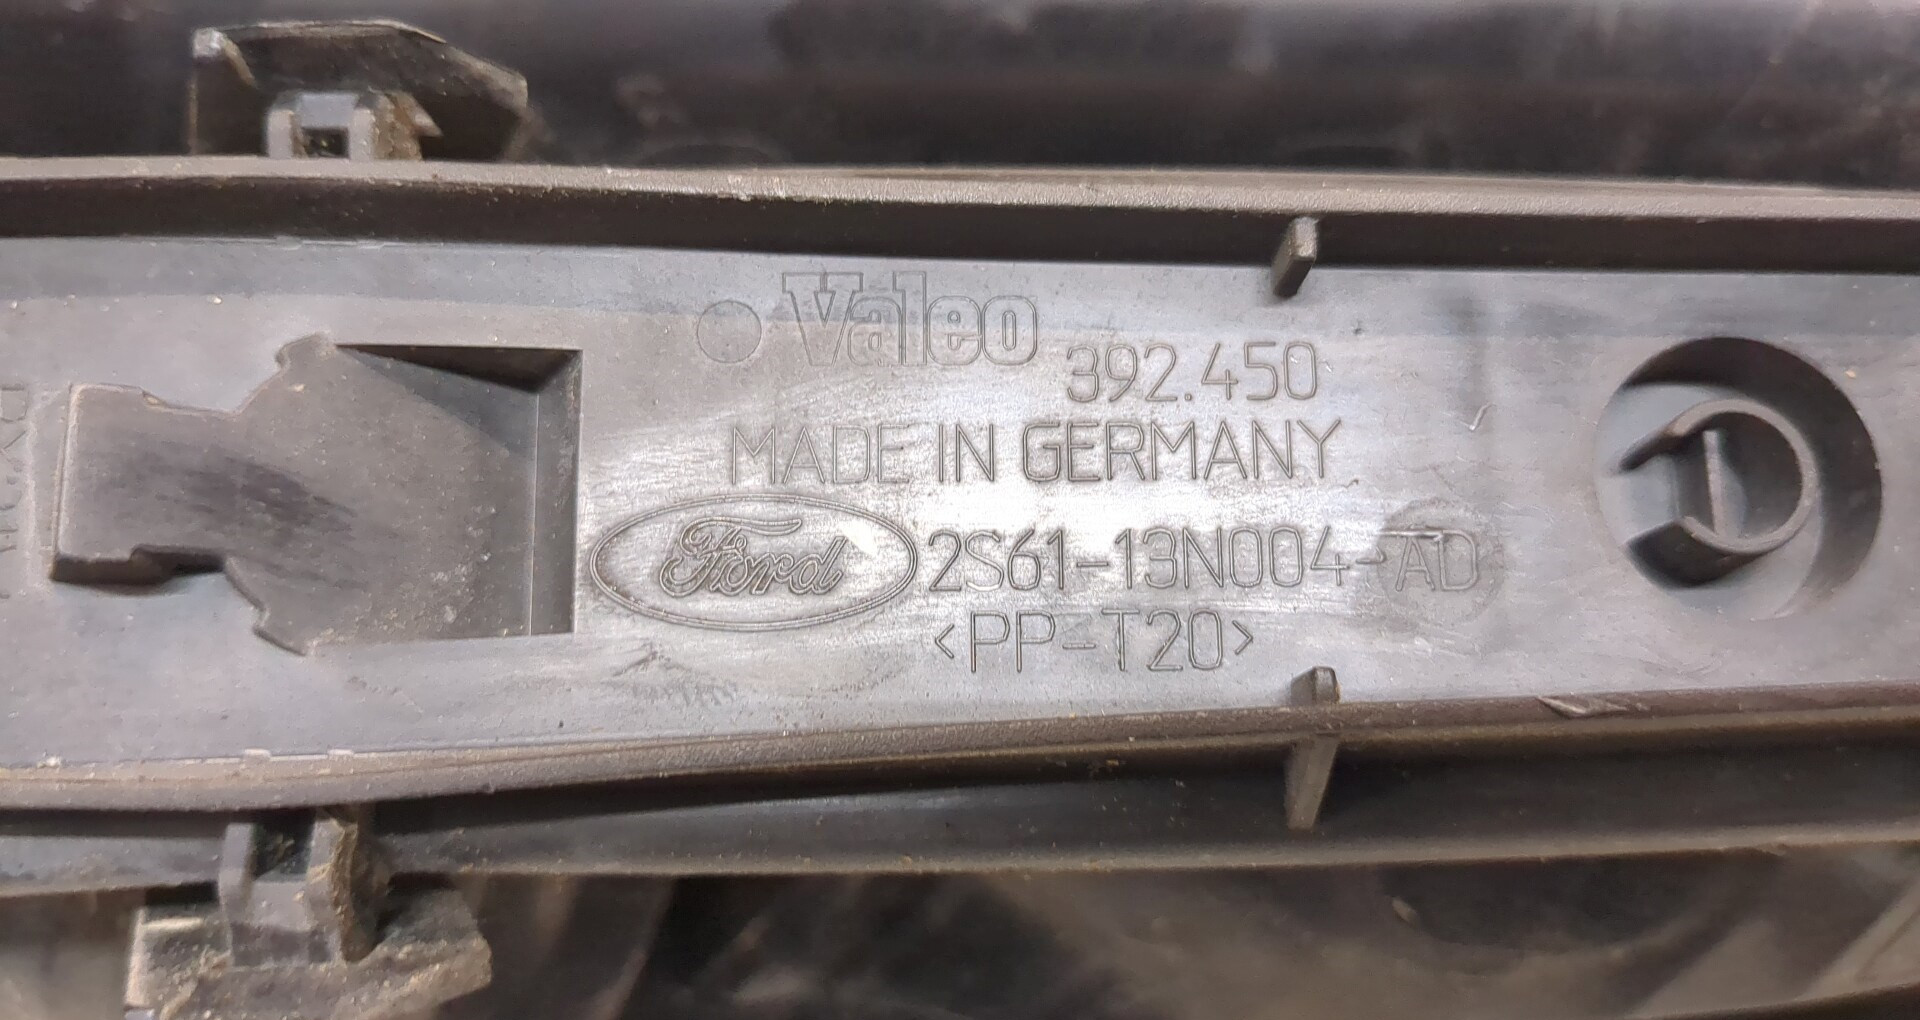 Valeo
392.450
MADE IN GERMANY
Ford 2S61-13N004-AD
<PP-T20>